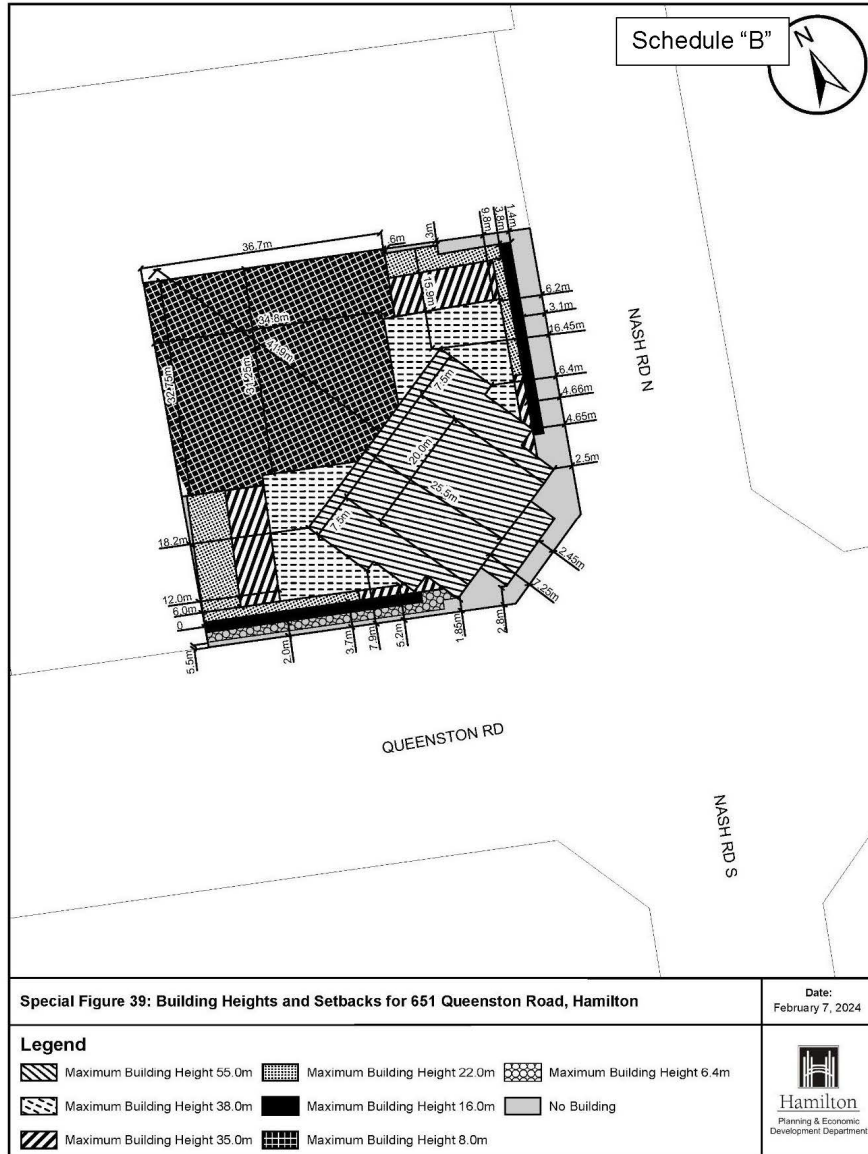 Schedule "B"
N
36.7m
.6m
.3m
9.8m
3.8m
1.4m
15.9m
6.2m
3.1m
16.45m
34.8m
41.9m
32.75m
31.25m
7.5m
6.4m
4.66m
4.65m
20.0m
25.5m
2.5m
7.5m
18.2m
2.45m
7.25m
12.0m
6.0m
0
5.5m
2.0m
3.7m
7.9m
5.2m
1.85m
2.8m
NASH RD N
QUEENSTON RD
NASH RD S
Special Figure 39: Building Heights and Setbacks for 651 Queenston Road, Hamilton
Date:
February 7, 2024
Legend
Maximum Building Height 55.0m
Maximum Building Height 22.0m
Maximum Building Height 6.4m
Maximum Building Height 38.0m
Maximum Building Height 16.0m
No Building
Maximum Building Height 35.0m
Maximum Building Height 8.0m
Hamilton
Planning & Economic
Development Department